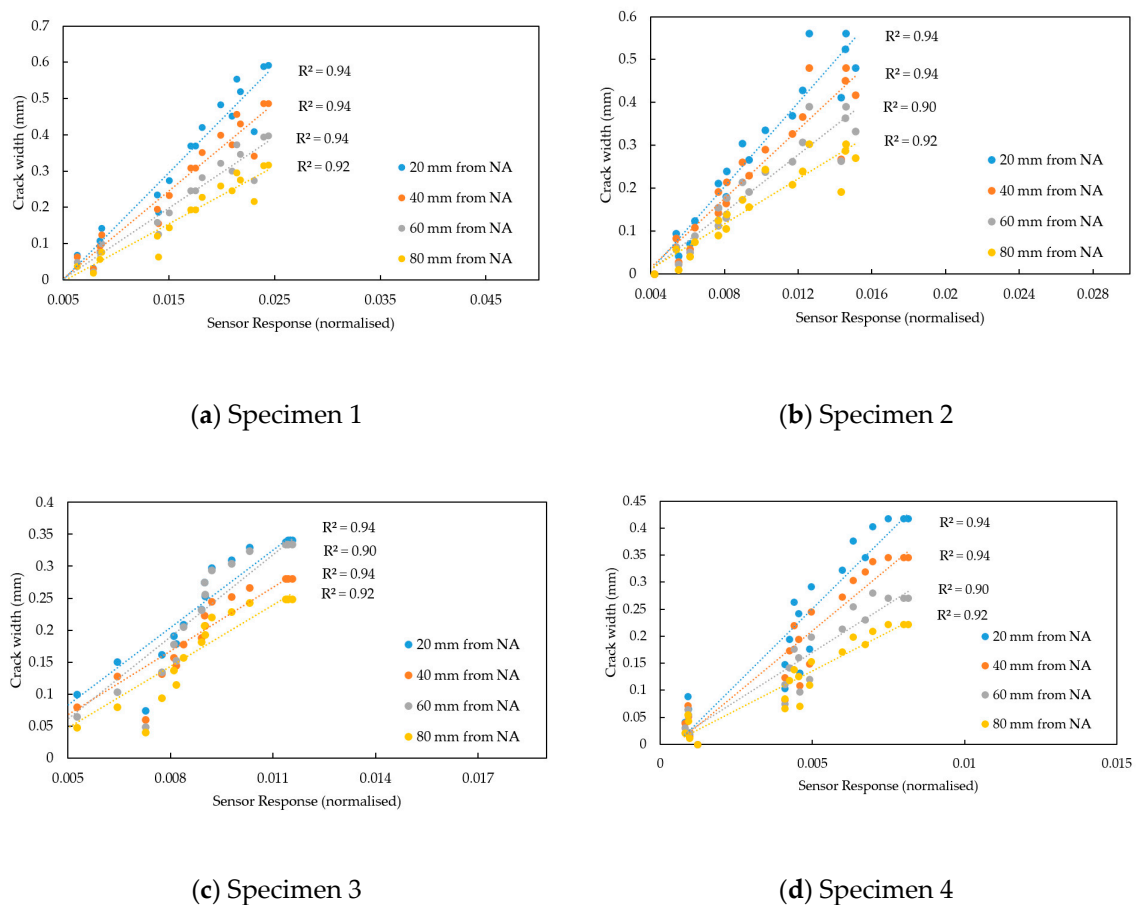 0.7
0.6
0.5
0.4
0.3
0.2
0.1
0
0.005
0.015
0.025
0.035
0.045
Crack width (mm)
Sensor Response (normalised)
R² = 0.94
R² = 0.94
R² = 0.94
R² = 0.92
20 mm from NA
40 mm from NA
60 mm from NA
80 mm from NA
(a) Specimen 1
0.6
0.5
0.4
0.3
0.2
0.1
0
0.004
0.008
0.012
0.016
0.02
0.024
0.028
Crack width (mm)
Sensor Response (normalised)
R² = 0.94
R² = 0.94
R² = 0.90
R² = 0.92
20 mm from NA
40 mm from NA
60 mm from NA
80 mm from NA
(b) Specimen 2
0.4
0.35
0.3
0.25
0.2
0.15
0.1
0.05
0
0.005
0.008
0.011
0.014
0.017
Crack width (mm)
Sensor Response (normalised)
R² = 0.94
R² = 0.90
R² = 0.94
R² = 0.92
20 mm from NA
40 mm from NA
60 mm from NA
80 mm from NA
(c) Specimen 3
0.45
0.4
0.35
0.3
0.25
0.2
0.15
0.1
0.05
0
0
0.005
0.01
0.015
Crack width (mm)
Sensor Response (normalised)
R² = 0.94
R² = 0.94
R² = 0.90
R² = 0.92
20 mm from NA
40 mm from NA
60 mm from NA
80 mm from NA
(d) Specimen 4